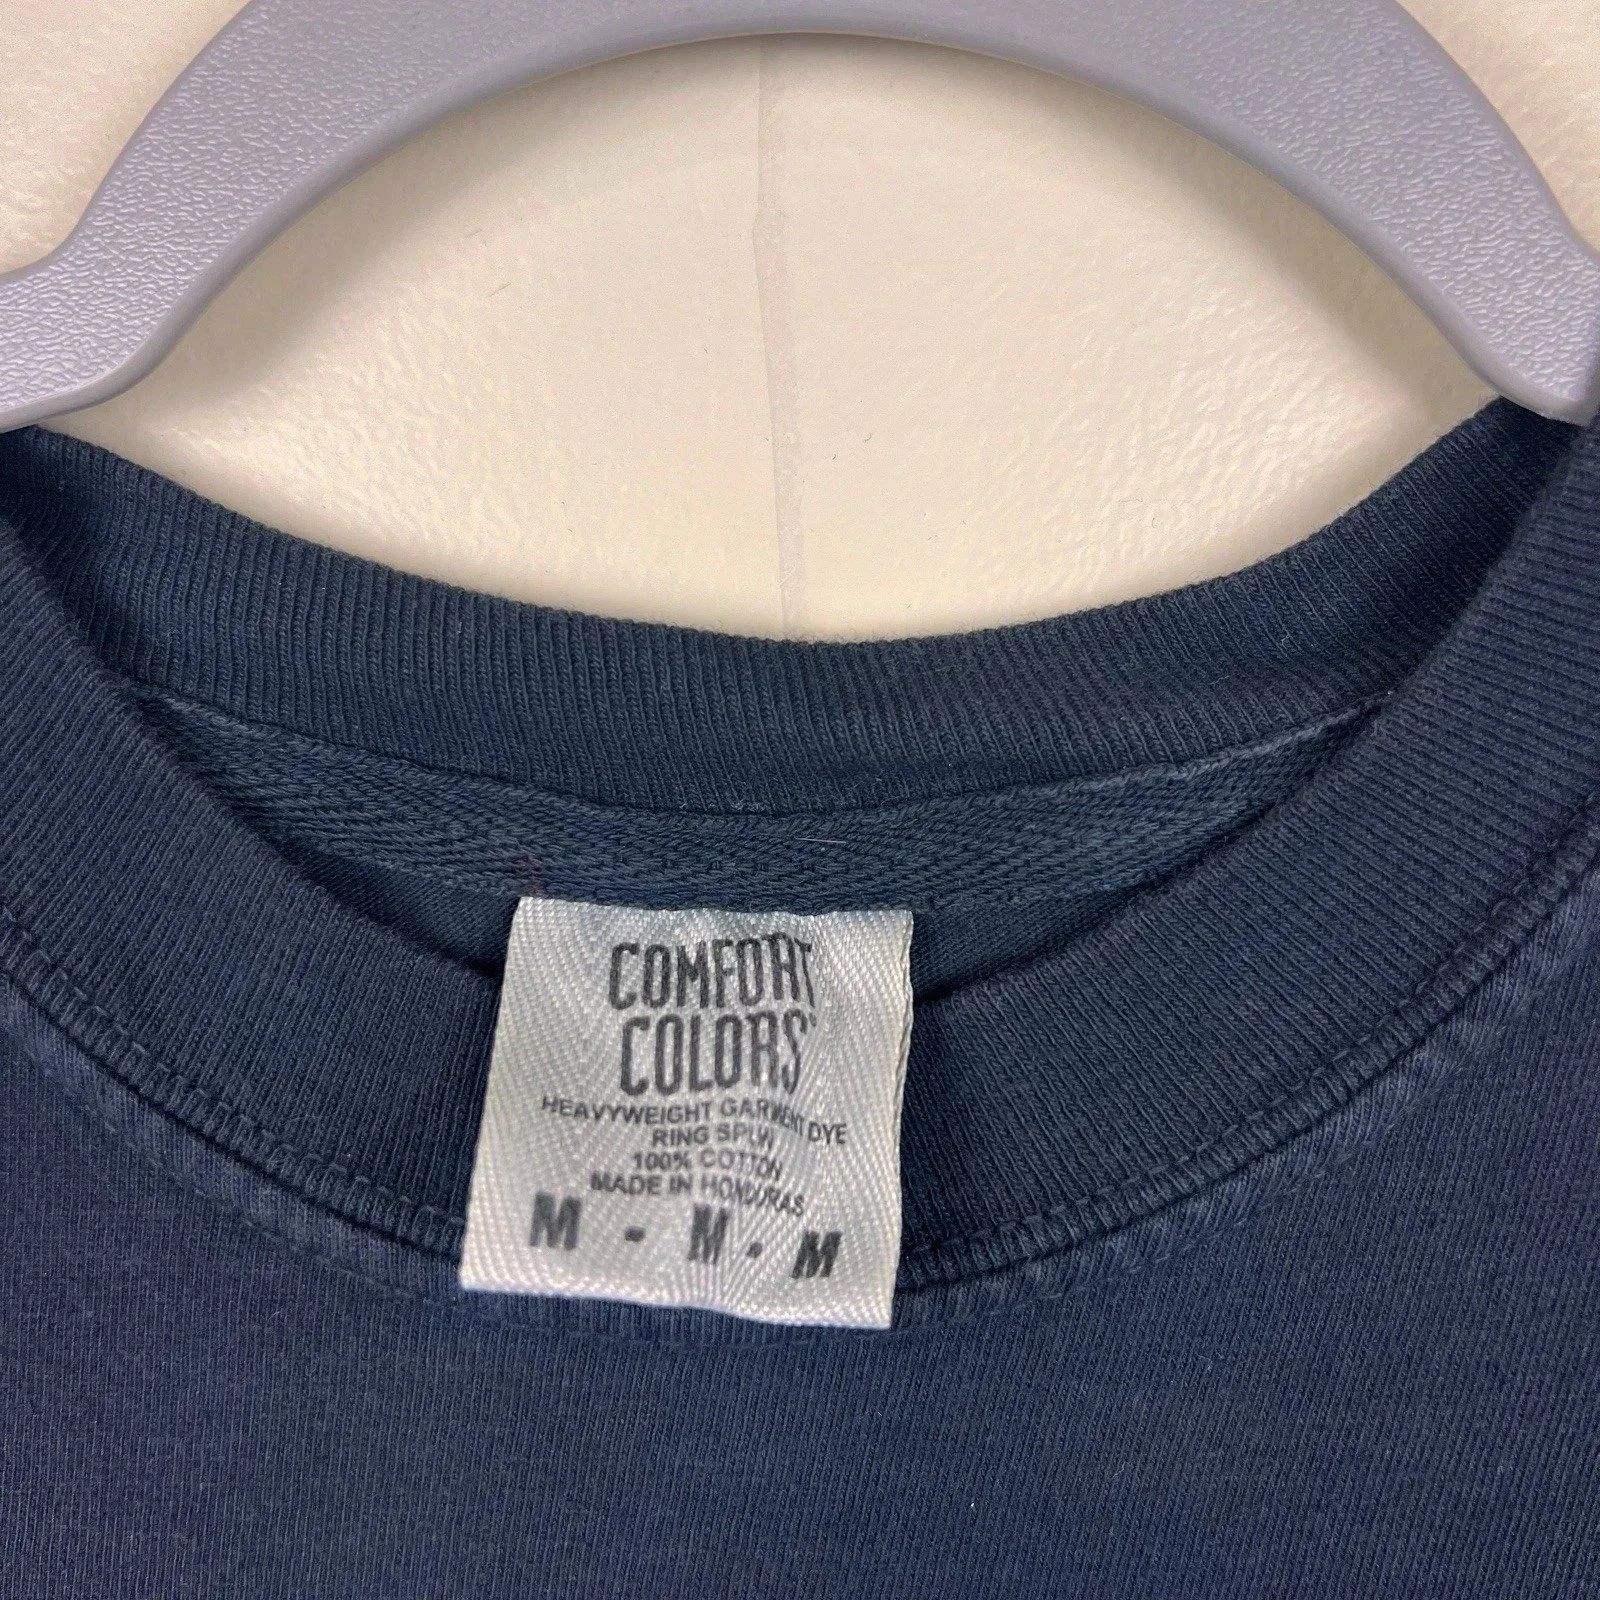 COMFORT
COLORS
HEAVYWEIGHT GARMENT DYE
RING SPUN
100% COTTON
MADE IN HONDURAS
M - M - M